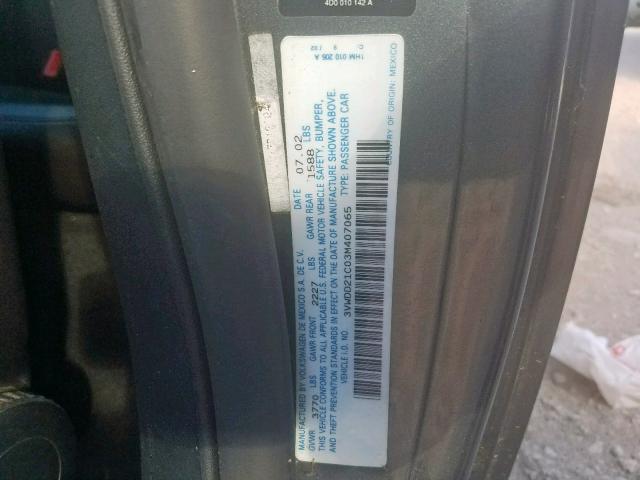 4D0 010 142 A
MANUFACTURED BY VOLKSWAGEN DE MEXICO S.A. DE C.V. DATE 07.02
GVWR 3770 LBS GAWR FRONT 2227 LBS GAWR REAR 1588 LBS
THIS VEHICLE CONFORMS TO ALL APPLICABLE U.S. FEDERAL MOTOR VEHICLE SAFETY, BUMPER,
AND THEFT PREVENTION STANDARDS IN EFFECT ON THE DATE OF MANUFACTURE SHOWN ABOVE.
VEHICLE I.D. NO. 3VWDD21C03M407065 TYPE: PASSENGER CAR
1HM 010 205 A
COUNTRY OF ORIGIN: MEXICO